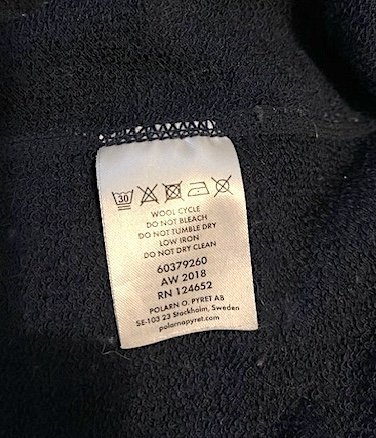 30
WOOL CYCLE
DO NOT BLEACH
DO NOT TUMBLE DRY
LOW IRON
DO NOT DRY CLEAN
60379260
AW 2018
RN 124652
POLARN O. PYRET AB
SE-103 23 Stockholm, Sweden
polarnopyret.com